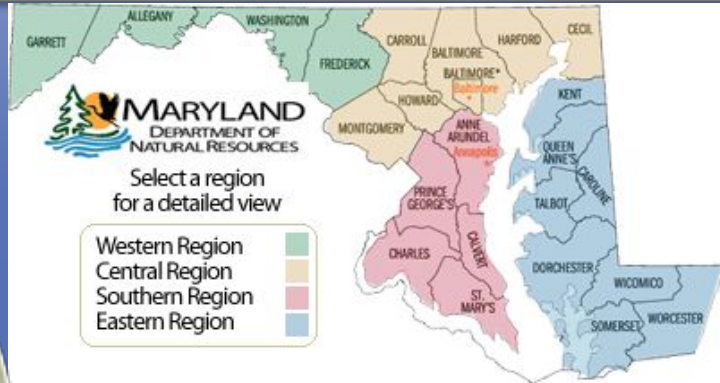 ALLEGANY
WASHINGTON
GARRETT
FREDERICK
CARROLL
BALTIMORE
HARFORD
CECIL
BALTIMORE*
Baltimore
HOWARD
MONTGOMERY
KENT
ANNE
ARUNDEL
Annapolis
QUEEN
ANNE'S
CAROLINE
TALBOT
PRINCE
GEORGE'S
CHARLES
CALVERT
ST.
MARY'S
DORCHESTER
WICOMICO
SOMERSET
WORCESTER
MARYLAND
DEPARTMENT OF
NATURAL RESOURCES
Select a region
for a detailed view
Western Region
Central Region
Southern Region
Eastern Region